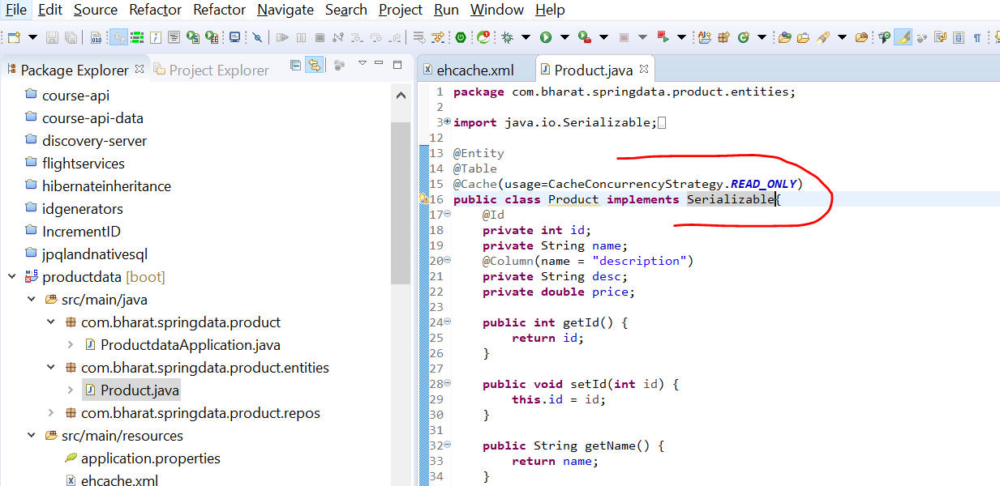 File Edit Source Refactor Refactor Navigate Search Project Run Window Help
Package Explorer
Project Explorer
course-api
course-api-data
discovery-server
flightservices
hibernateinheritance
idgenerators
IncrementID
jpqlandnativesql
productdata [boot]
src/main/java
com.bharat.springdata.product
ProductdataApplication.java
com.bharat.springdata.product.entities
Product.java
com.bharat.springdata.product.repos
src/main/resources
application.properties
ehcache.xml
ehcache.xml
Product.java
1 package com.bharat.springdata.product.entities;
2
3 import java.io.Serializable;
12
13 @Entity
14 @Table
15 @Cache(usage=CacheConcurrencyStrategy.READ_ONLY)
16 public class Product implements Serializable{
17 @Id
18 private int id;
19 private String name;
20 @Column(name = "description")
21 private String desc;
22 private double price;
23
24 public int getId() {
25 return id;
26 }
27
28 public void setId(int id) {
29 this.id = id;
30 }
31
32 public String getName() {
33 return name;
34 }